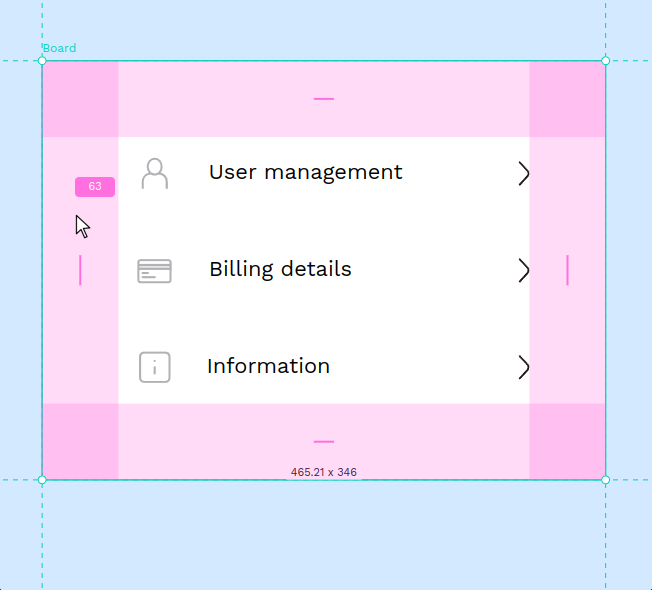 Board
User management
63
Billing details
Information
465.21 x 346